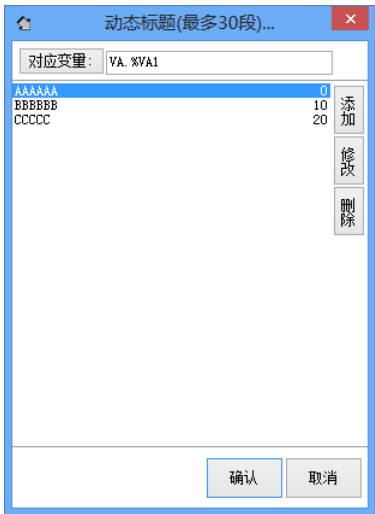 动态标题(最多30段)...
对应变量: VA.%VA1
AAAAAA 0
BBBBBB 10
CCCCC 20
添加
修改
删除
确认 取消